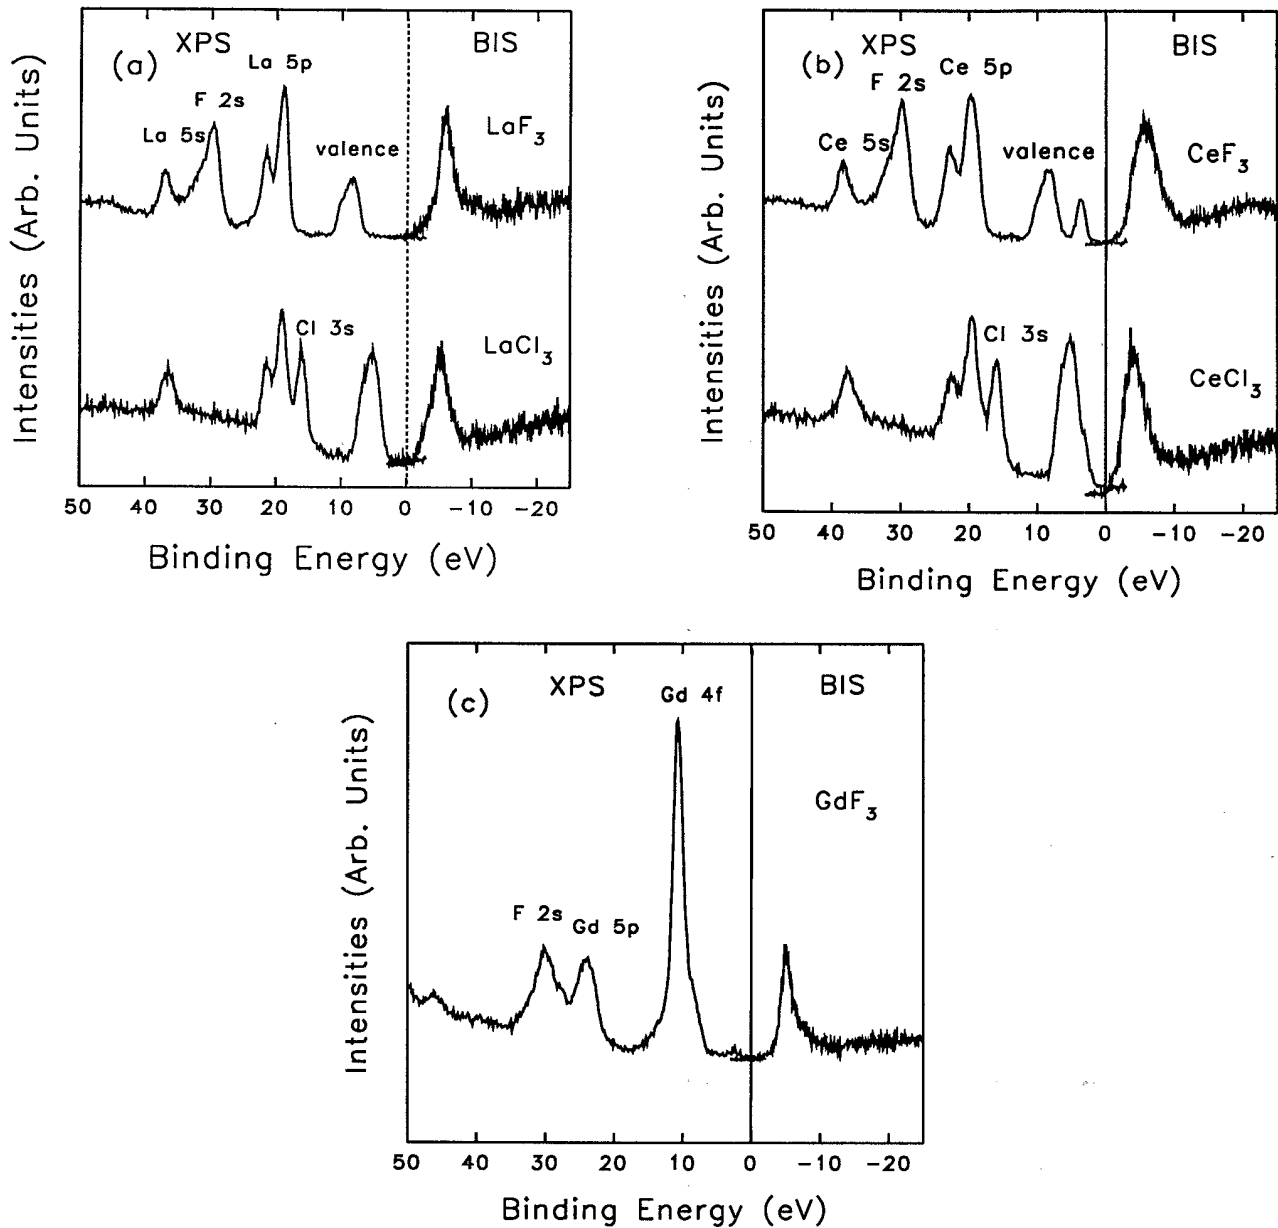 XPS
BIS
(a)
La 5p
F 2s
La 5s
valence
LaF3
Cl 3s
LaCl3
Intensities (Arb. Units)
50 40 30 20 10 0 -10 -20
Binding Energy (eV)
XPS
BIS
(b)
Ce 5p
F 2s
Ce 5s
valence
CeF3
Cl 3s
CeCl3
Intensities (Arb. Units)
50 40 30 20 10 0 -10 -20
Binding Energy (eV)
XPS
BIS
(c)
Gd 4f
GdF3
F 2s
Gd 5p
Intensities (Arb. Units)
50 40 30 20 10 0 -10 -20
Binding Energy (eV)